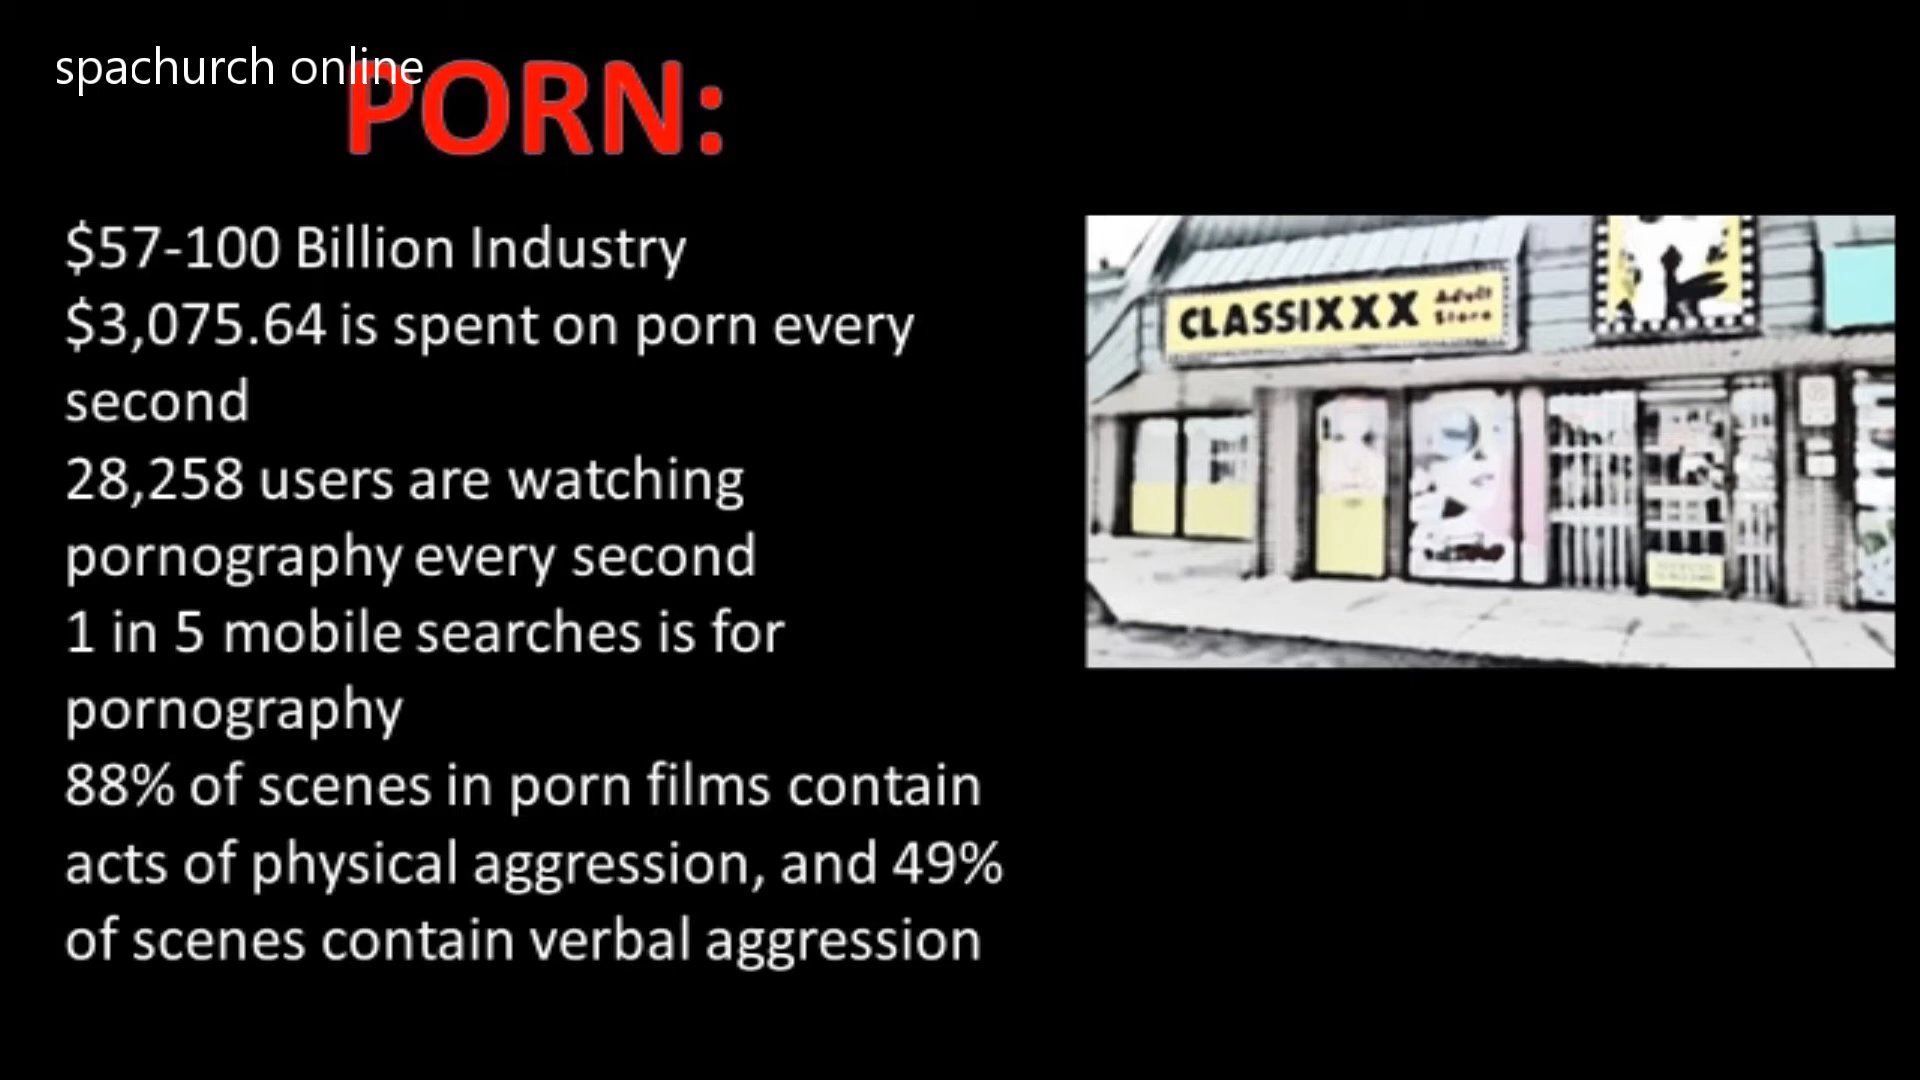 spachurch online
PORN:
$57-100 Billion Industry
$3,075.64 is spent on porn every
second
28,258 users are watching
pornography every second
1 in 5 mobile searches is for
pornography
88% of scenes in porn films contain
acts of physical aggression, and 49%
of scenes contain verbal aggression
CLASSIXXX Adult
Store